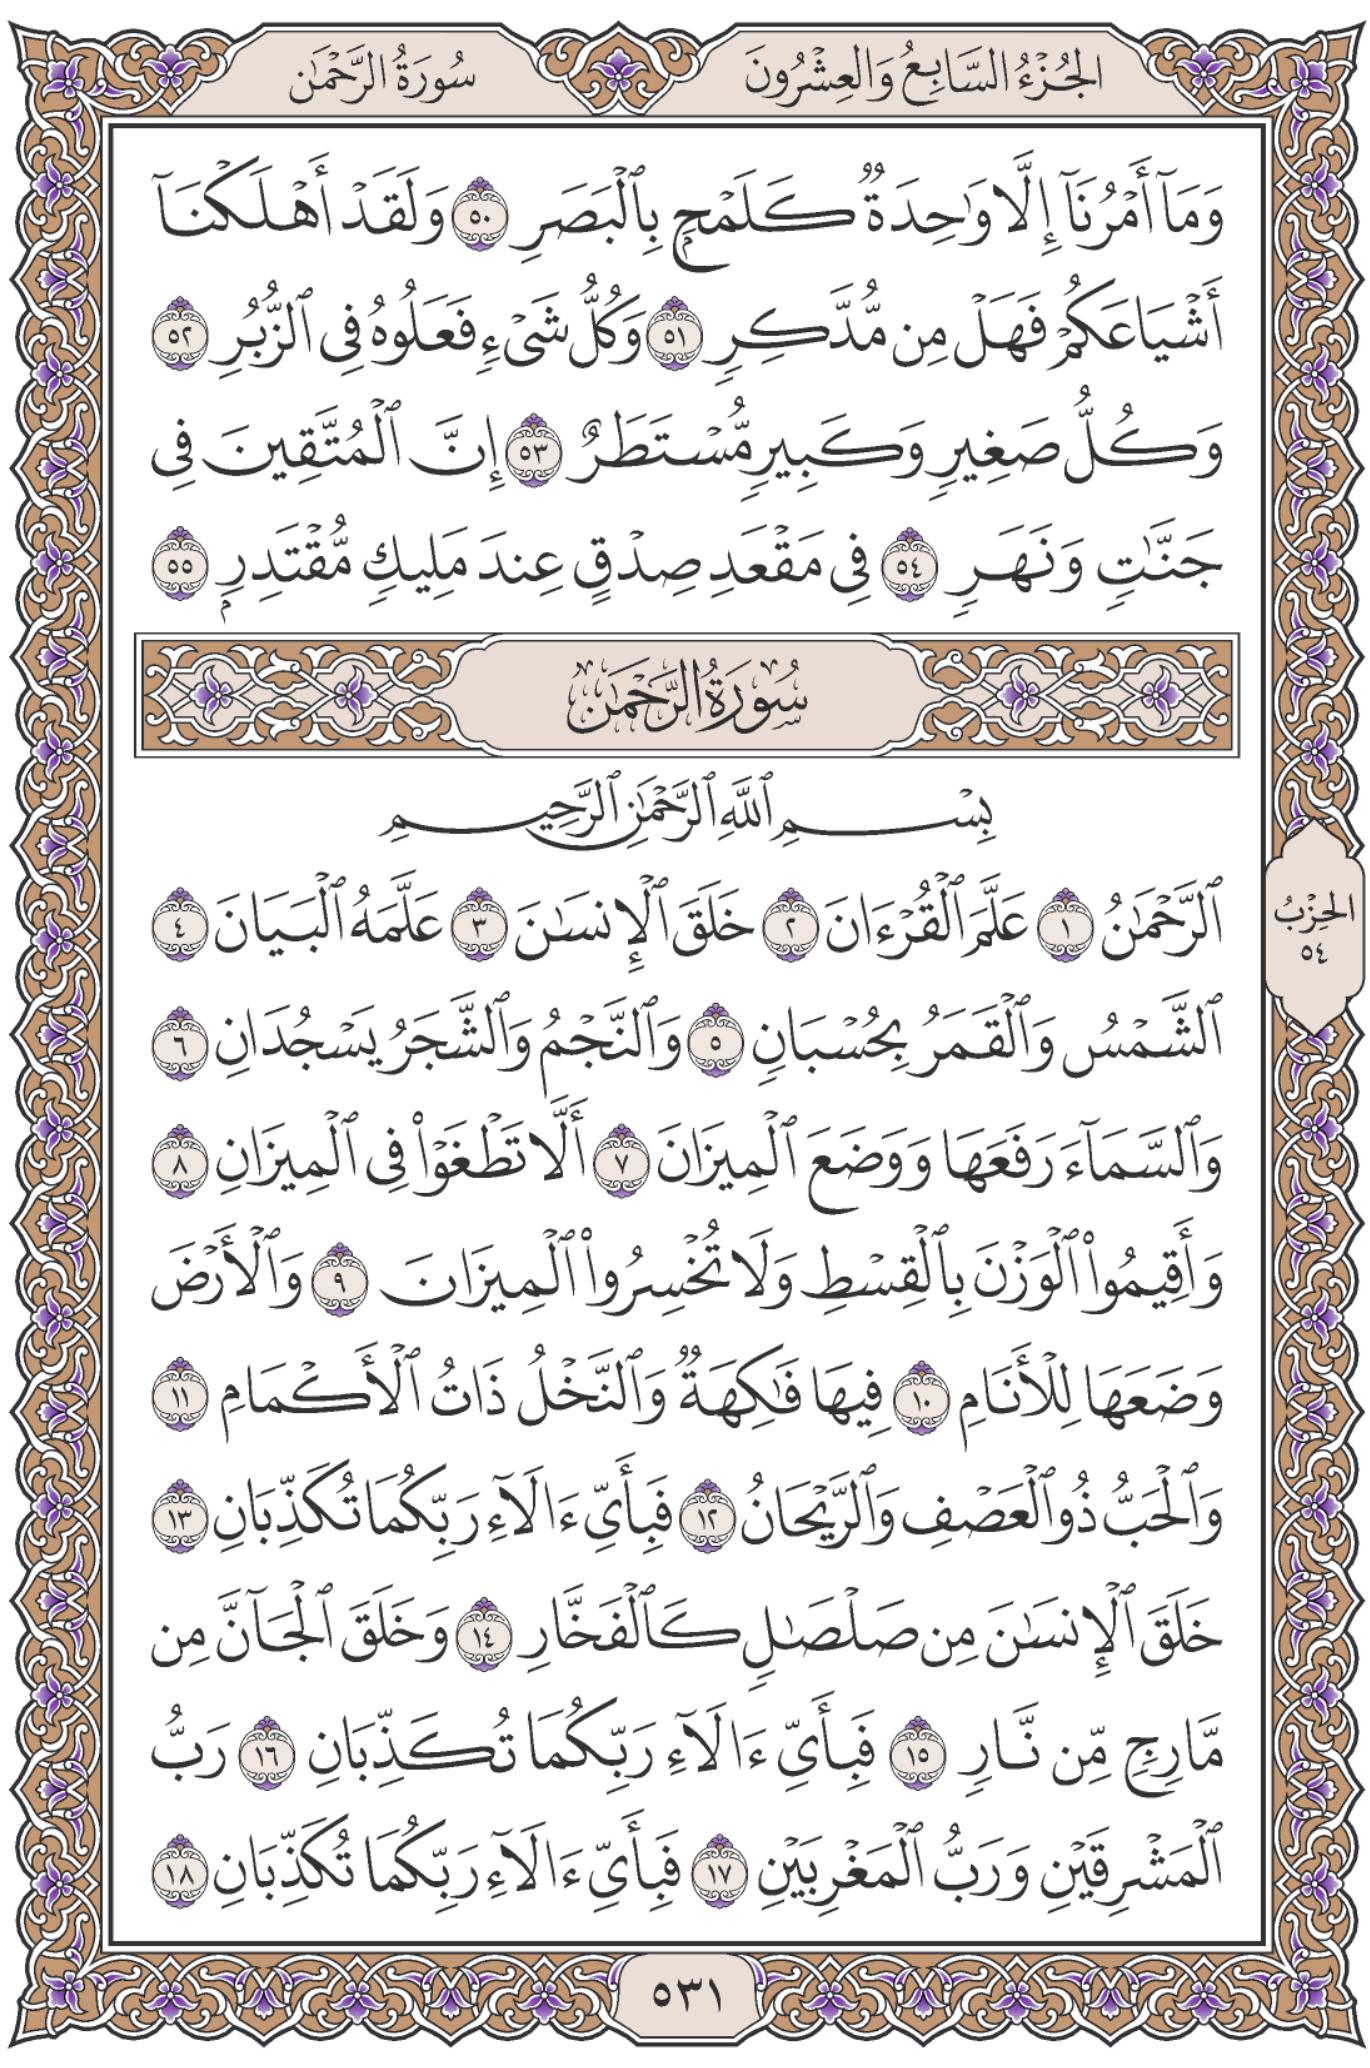 الجُزْءُ السَّابِعُ وَالعِشْرُونَ
سُورَةُ الرَّحْمَٰن
وَمَآ أَمْرُنَآ إِلَّا وَٰحِدَةٌ كَلَمْحٍۭ بِٱلْبَصَرِ ٥٠ وَلَقَدْ أَهْلَكْنَآ
أَشْيَاعَكُمْ فَهَلْ مِن مُّدَّكِرٍ ٥١ وَكُلُّ شَىْءٍ فَعَلُوهُ فِى ٱلزُّبُرِ ٥٢
وَكُلُّ صَغِيرٍ وَكَبِيرٍ مُّسْتَطَرٌ ٥٣ إِنَّ ٱلْمُتَّقِينَ فِى
جَنَّٰتٍ وَنَهَرٍ ٥٤ فِى مَقْعَدِ صِدْقٍ عِندَ مَلِيكٍ مُّقْتَدِرٍۭ ٥٥
سُورَةُ الرَّحْمَٰن
بِسْمِ ٱللَّهِ ٱلرَّحْمَٰنِ ٱلرَّحِيمِ
ٱلرَّحْمَٰنُ ١ عَلَّمَ ٱلْقُرْءَانَ ٢ خَلَقَ ٱلْإِنسَٰنَ ٣ عَلَّمَهُ ٱلْبَيَانَ ٤
ٱلشَّمْسُ وَٱلْقَمَرُ بِحُسْبَانٍ ٥ وَٱلنَّجْمُ وَٱلشَّجَرُ يَسْجُدَانِ ٦
وَٱلسَّمَآءَ رَفَعَهَا وَوَضَعَ ٱلْمِيزَانَ ٧ أَلَّا تَطْغَوْا۟ فِى ٱلْمِيزَانِ ٨
وَأَقِيمُوا۟ ٱلْوَزْنَ بِٱلْقِسْطِ وَلَا تُخْسِرُوا۟ ٱلْمِيزَانَ ٩ وَٱلْأَرْضَ
وَضَعَهَا لِلْأَنَامِ ١٠ فِيهَا فَٰكِهَةٌ وَٱلنَّخْلُ ذَاتُ ٱلْأَكْمَامِ ١١
وَٱلْحَبُّ ذُو ٱلْعَصْفِ وَٱلرَّيْحَانُ ١٢ فَبِأَىِّ ءَالَآءِ رَبِّكُمَا تُكَذِّبَانِ ١٣
خَلَقَ ٱلْإِنسَٰنَ مِن صَلْصَٰلٍ كَٱلْفَخَّارِ ١٤ وَخَلَقَ ٱلْجَآنَّ مِن
مَّارِجٍ مِّن نَّارٍ ١٥ فَبِأَىِّ ءَالَآءِ رَبِّكُمَا تُكَذِّبَانِ ١٦ رَبُّ
ٱلْمَشْرِقَيْنِ وَرَبُّ ٱلْمَغْرِبَيْنِ ١٧ فَبِأَىِّ ءَالَآءِ رَبِّكُمَا تُكَذِّبَانِ ١٨
الحِزْبُ
٥٤
٥٣١